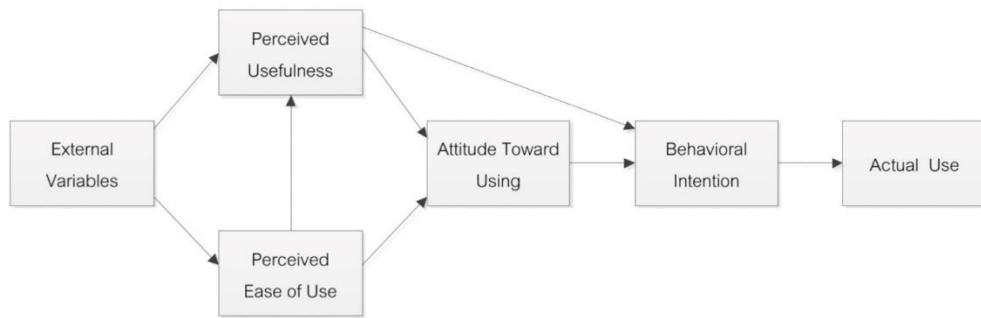 Perceived
Usefulness
External
Variables
Attitude Toward
Using
Behavioral
Intention
Actual Use
Perceived
Ease of Use